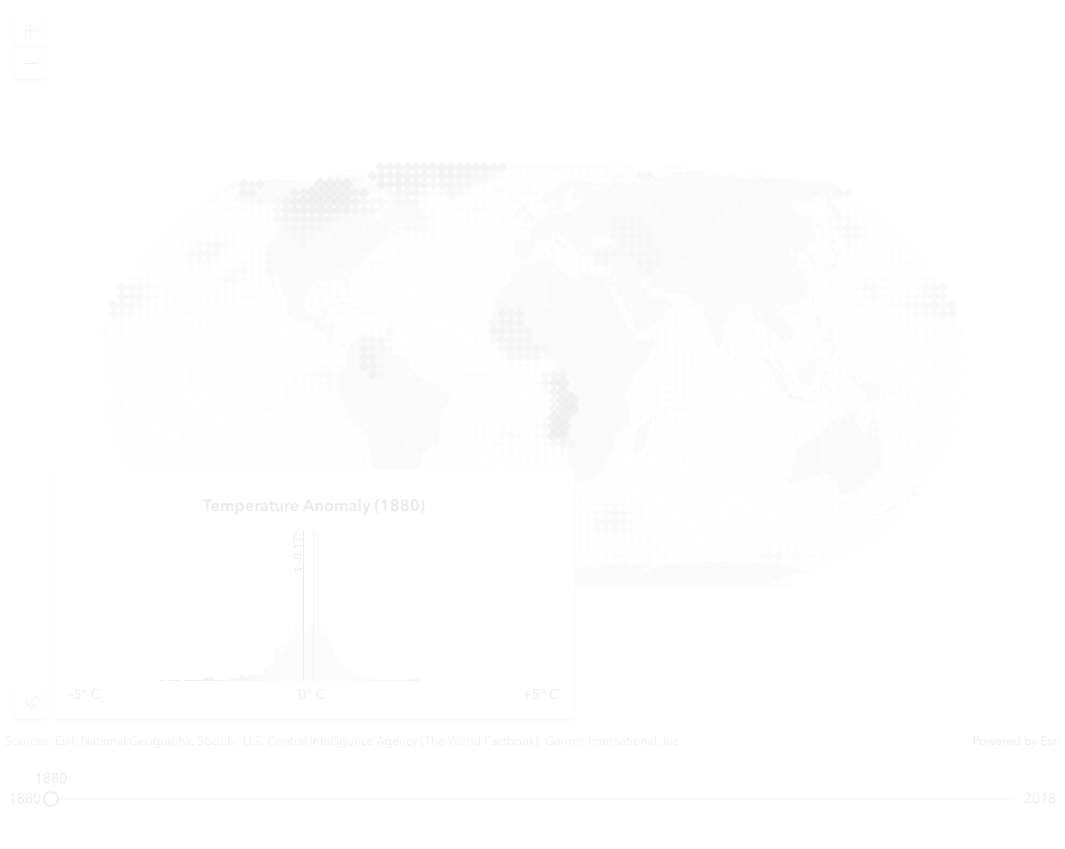 Temperature Anomaly (1880)
x̄ -0.17°
-5° C
0° C
+5° C
Sources: Esri, National Geographic Society; U.S. Central Intelligence Agency (The World Factbook); Garmin International, Inc
Powered by Esri
1880
1880
2018